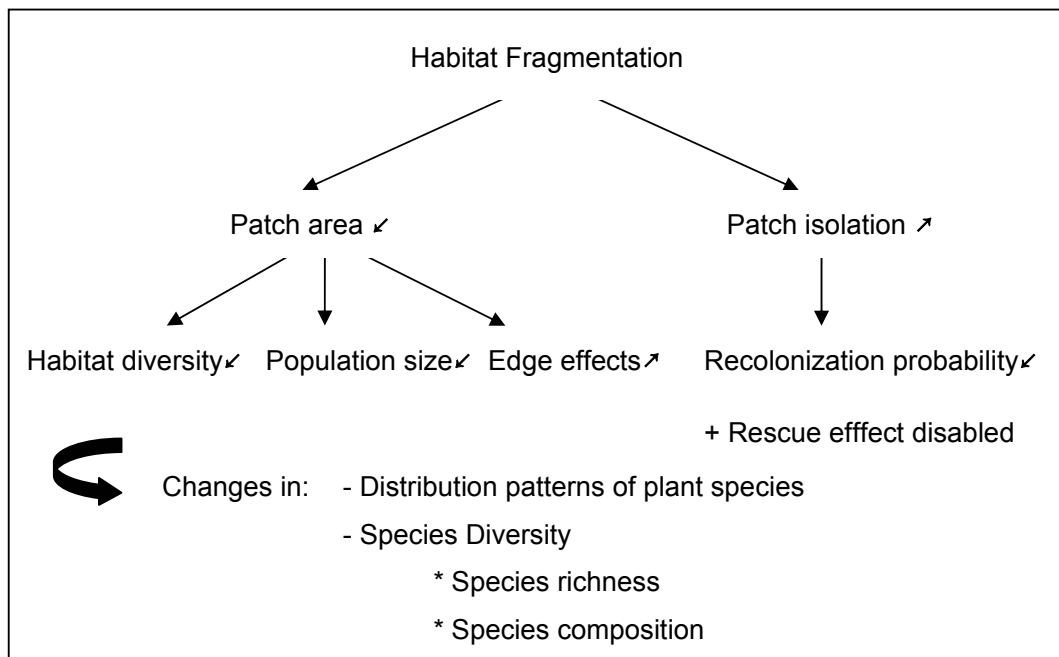 Habitat Fragmentation
Patch area ↙ Patch isolation ↗
Habitat diversity↙ Population size↙ Edge effects↗ Recolonization probability↙
+ Rescue efffect disabled
Changes in: - Distribution patterns of plant species
- Species Diversity
* Species richness
* Species composition